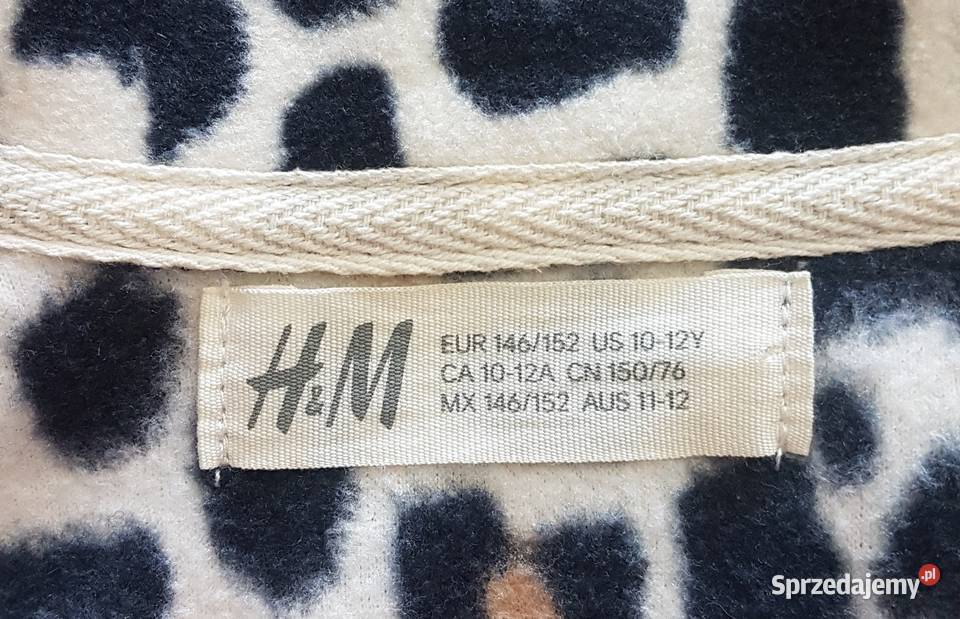 H&M
EUR 146/152 US 10-12Y
CA 10-12A CN 150/76
MX 146/152 AUS 11-12
Sprzedajemy.pl